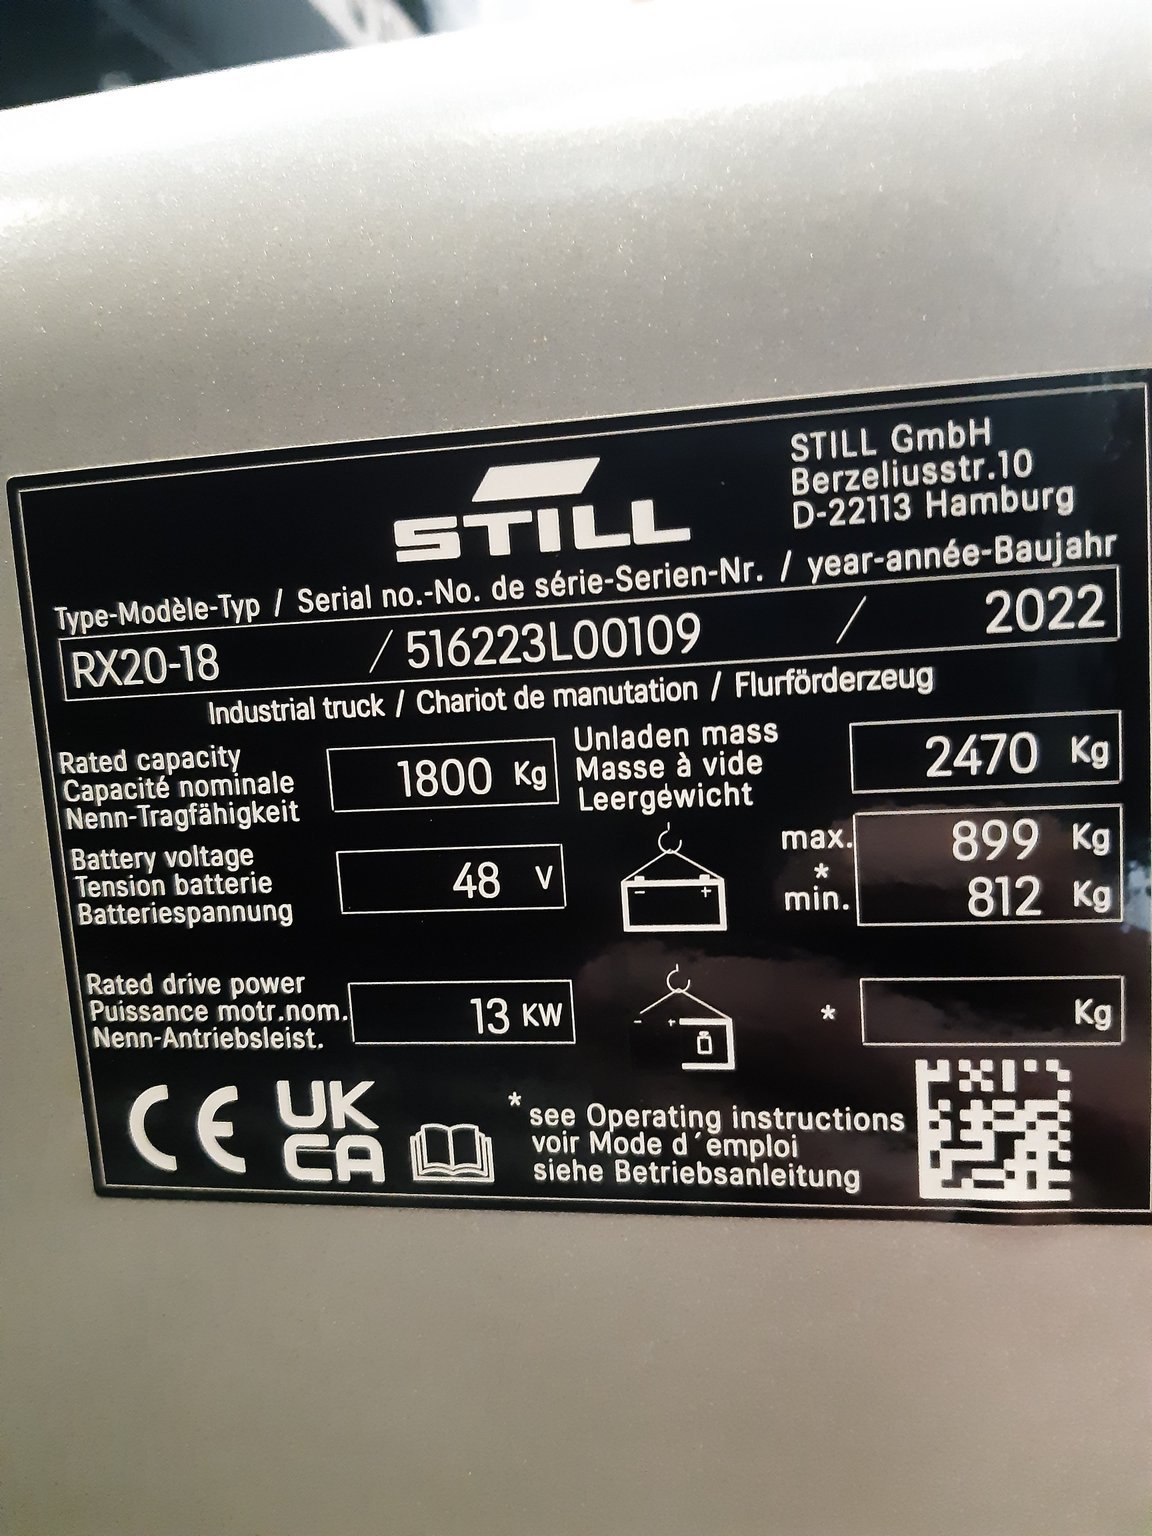 STILL
STILL GmbH
Berzeliusstr.10
D-22113 Hamburg
Type-Modèle-Typ / Serial no.-No. de série-Serien-Nr. / year-année-Baujahr
RX20-18 / 516223L00109 / 2022
Industrial truck / Chariot de manutation / Flurförderzeug
Rated capacity
Capacité nominale
Nenn-Tragfähigkeit
1800 Kg
Unladen mass
Masse à vide
Leergewicht
2470 Kg
Battery voltage
Tension batterie
Batteriespannung
48 V
- +
max. 899 Kg
*
min. 812 Kg
Rated drive power
Puissance motr.nom.
Nenn-Antriebsleist.
13 KW
- +
* Kg
CE
UK
CA
* see Operating instructions
voir Mode d´emploi
siehe Betriebsanleitung